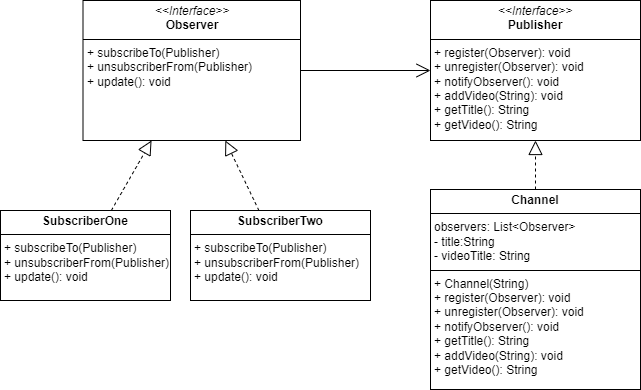 <<Interface>>
Observer
+ subscribeTo(Publisher)
+ unsubscriberFrom(Publisher)
+ update(): void
<<Interface>>
Publisher
+ register(Observer): void
+ unregister(Observer): void
+ notifyObserver(): void
+ addVideo(String): void
+ getTitle(): String
+ getVideo(): String
SubscriberOne
+ subscribeTo(Publisher)
+ unsubscriberFrom(Publisher)
+ update(): void
SubscriberTwo
+ subscribeTo(Publisher)
+ unsubscriberFrom(Publisher)
+ update(): void
Channel
observers: List<Observer>
- title:String
- videoTitle: String
+ Channel(String)
+ register(Observer): void
+ unregister(Observer): void
+ notifyObserver(): void
+ getTitle(): String
+ addVideo(String): void
+ getVideo(): String